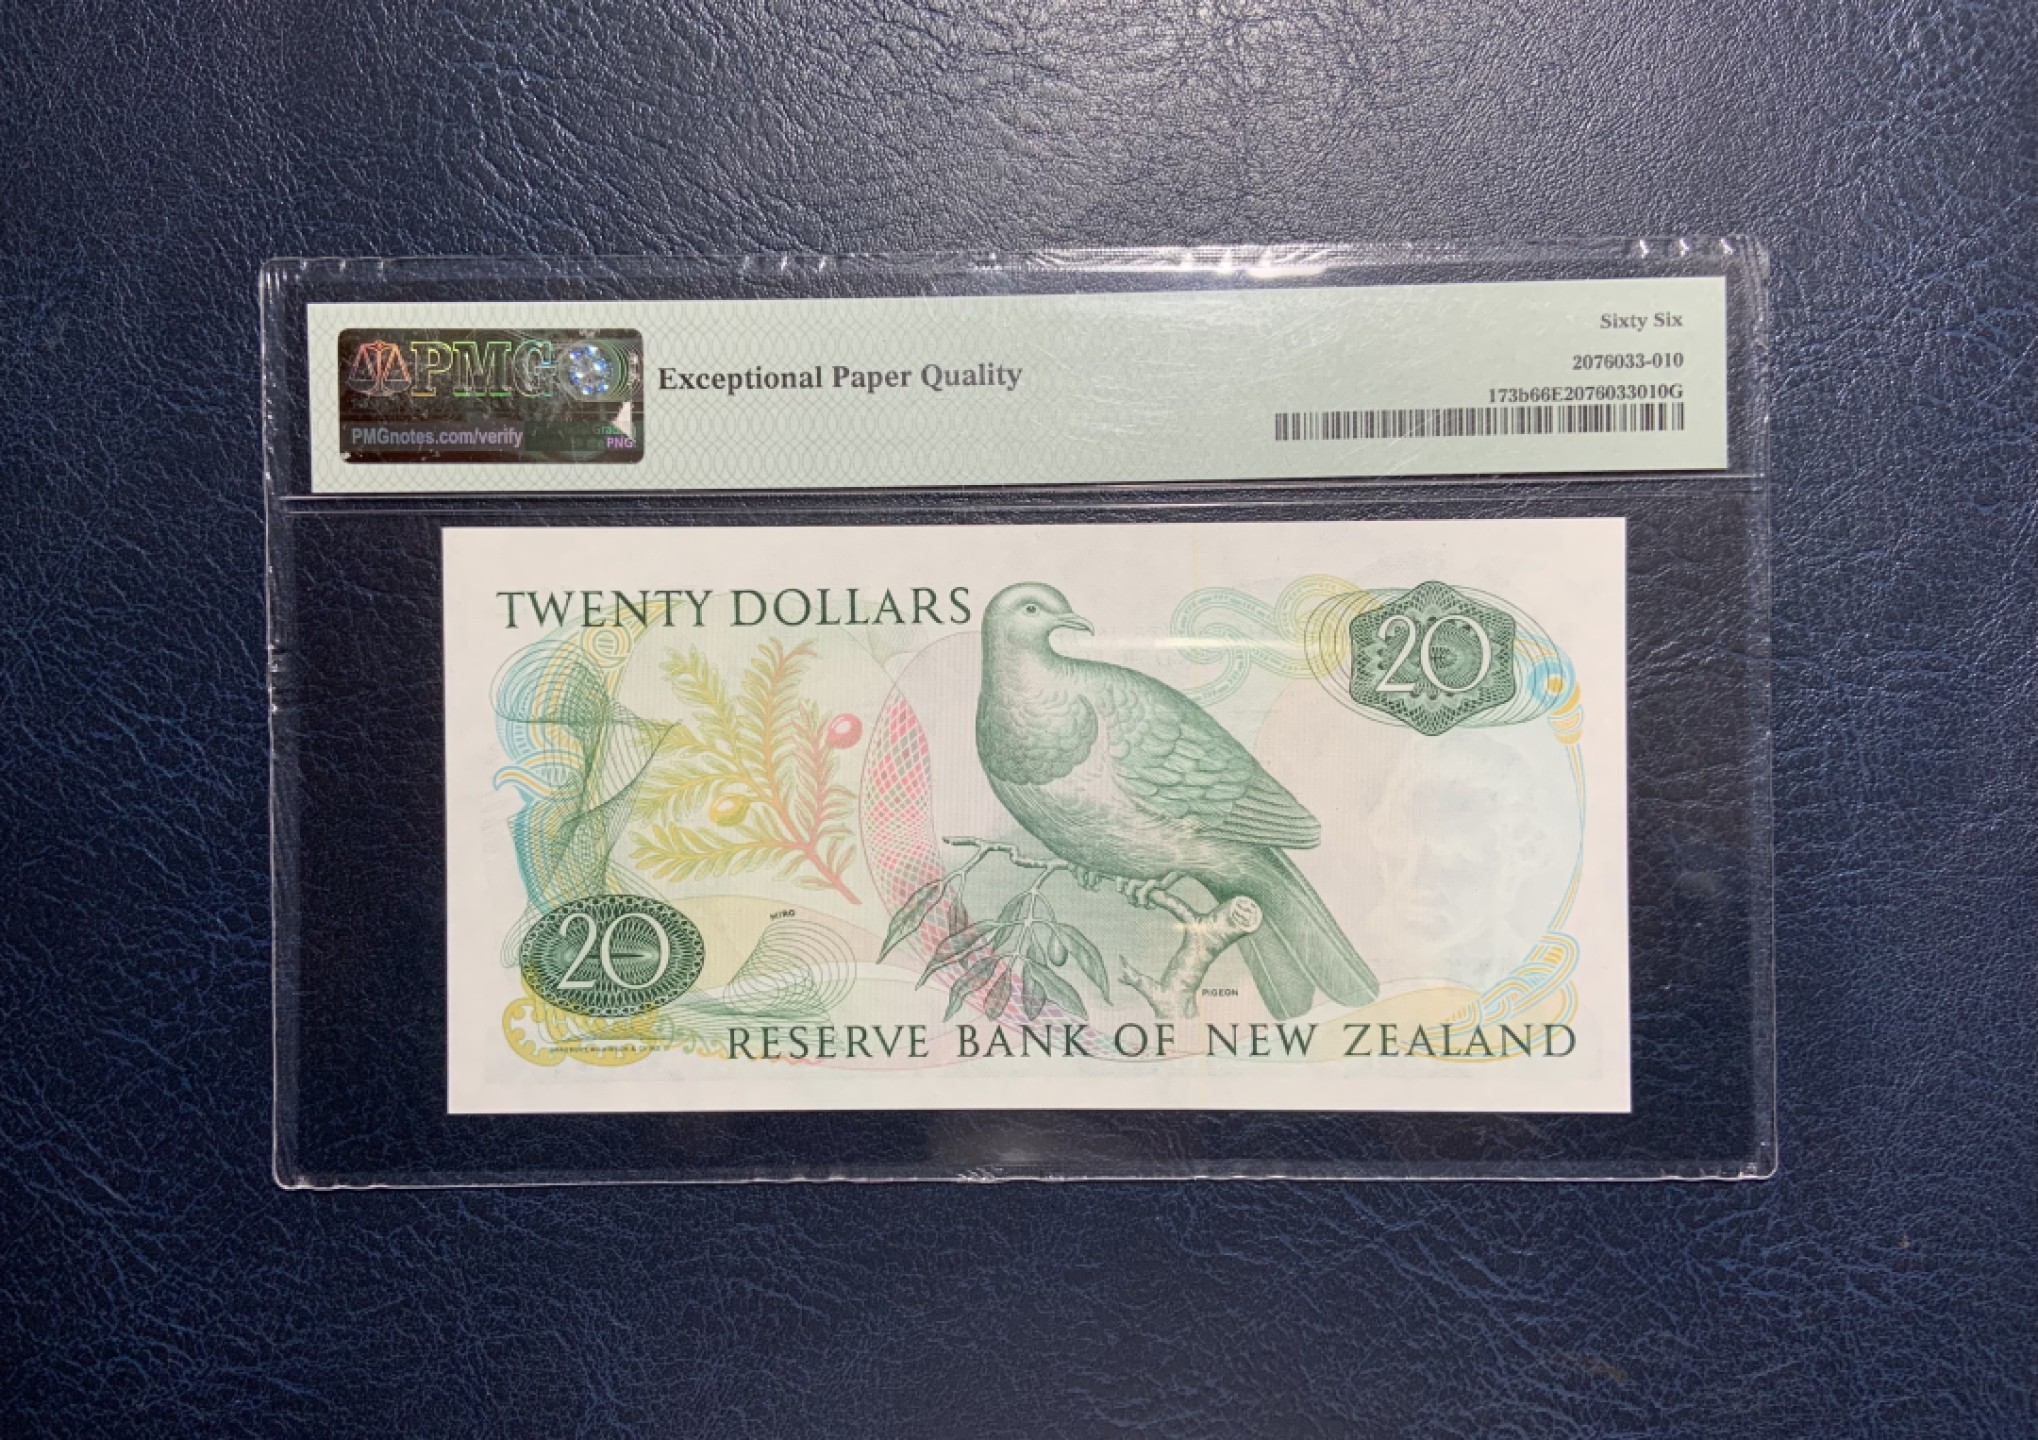 PMG
PMGnotes.com/verify
PNG
Exceptional Paper Quality
Sixty Six
2076033-010
173b66E2076033010G
TWENTY DOLLARS
20
MIRO
20
PIGEON
RESERVE BANK OF NEW ZEALAND